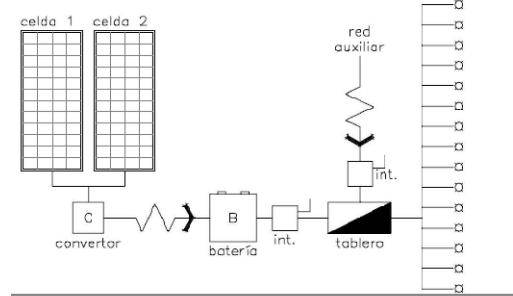 celda 1
celda 2
red
auxiliar
int.
C
B
convertor
batería
int.
tablero